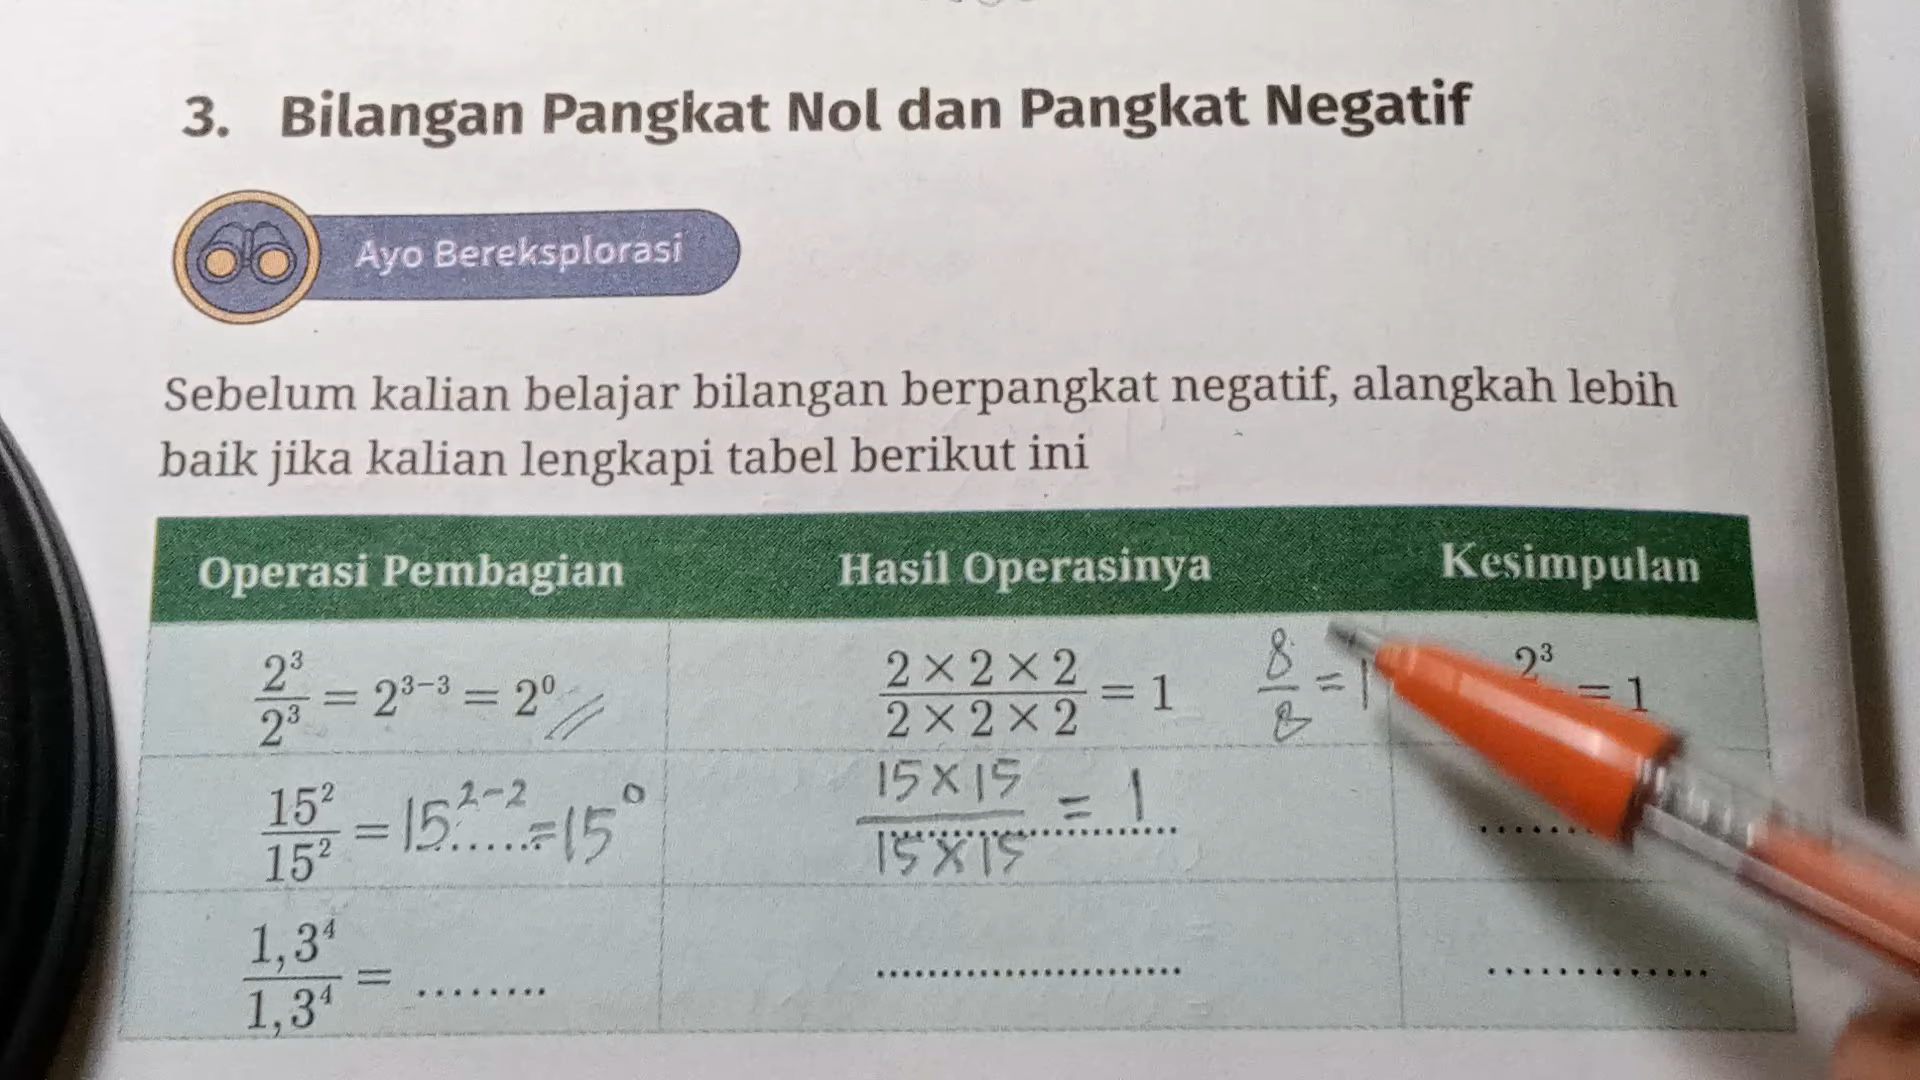 3. Bilangan Pangkat Nol dan Pangkat Negatif
Ayo Bereksplorasi
Sebelum kalian belajar bilangan berpangkat negatif, alangkah lebih
baik jika kalian lengkapi tabel berikut ini
Operasi Pembagian Hasil Operasinya Kesimpulan
2³/2³ = 2³⁻³ = 2⁰ 2 × 2 × 2 / 2 × 2 × 2 = 1 8/8 = 1 2³ = 1
15²/15² = 15²⁻² ...... = 15⁰ 15 × 15 / 15 × 15 = 1 ......
1,3⁴/1,3⁴ = ........ ........................ ..............